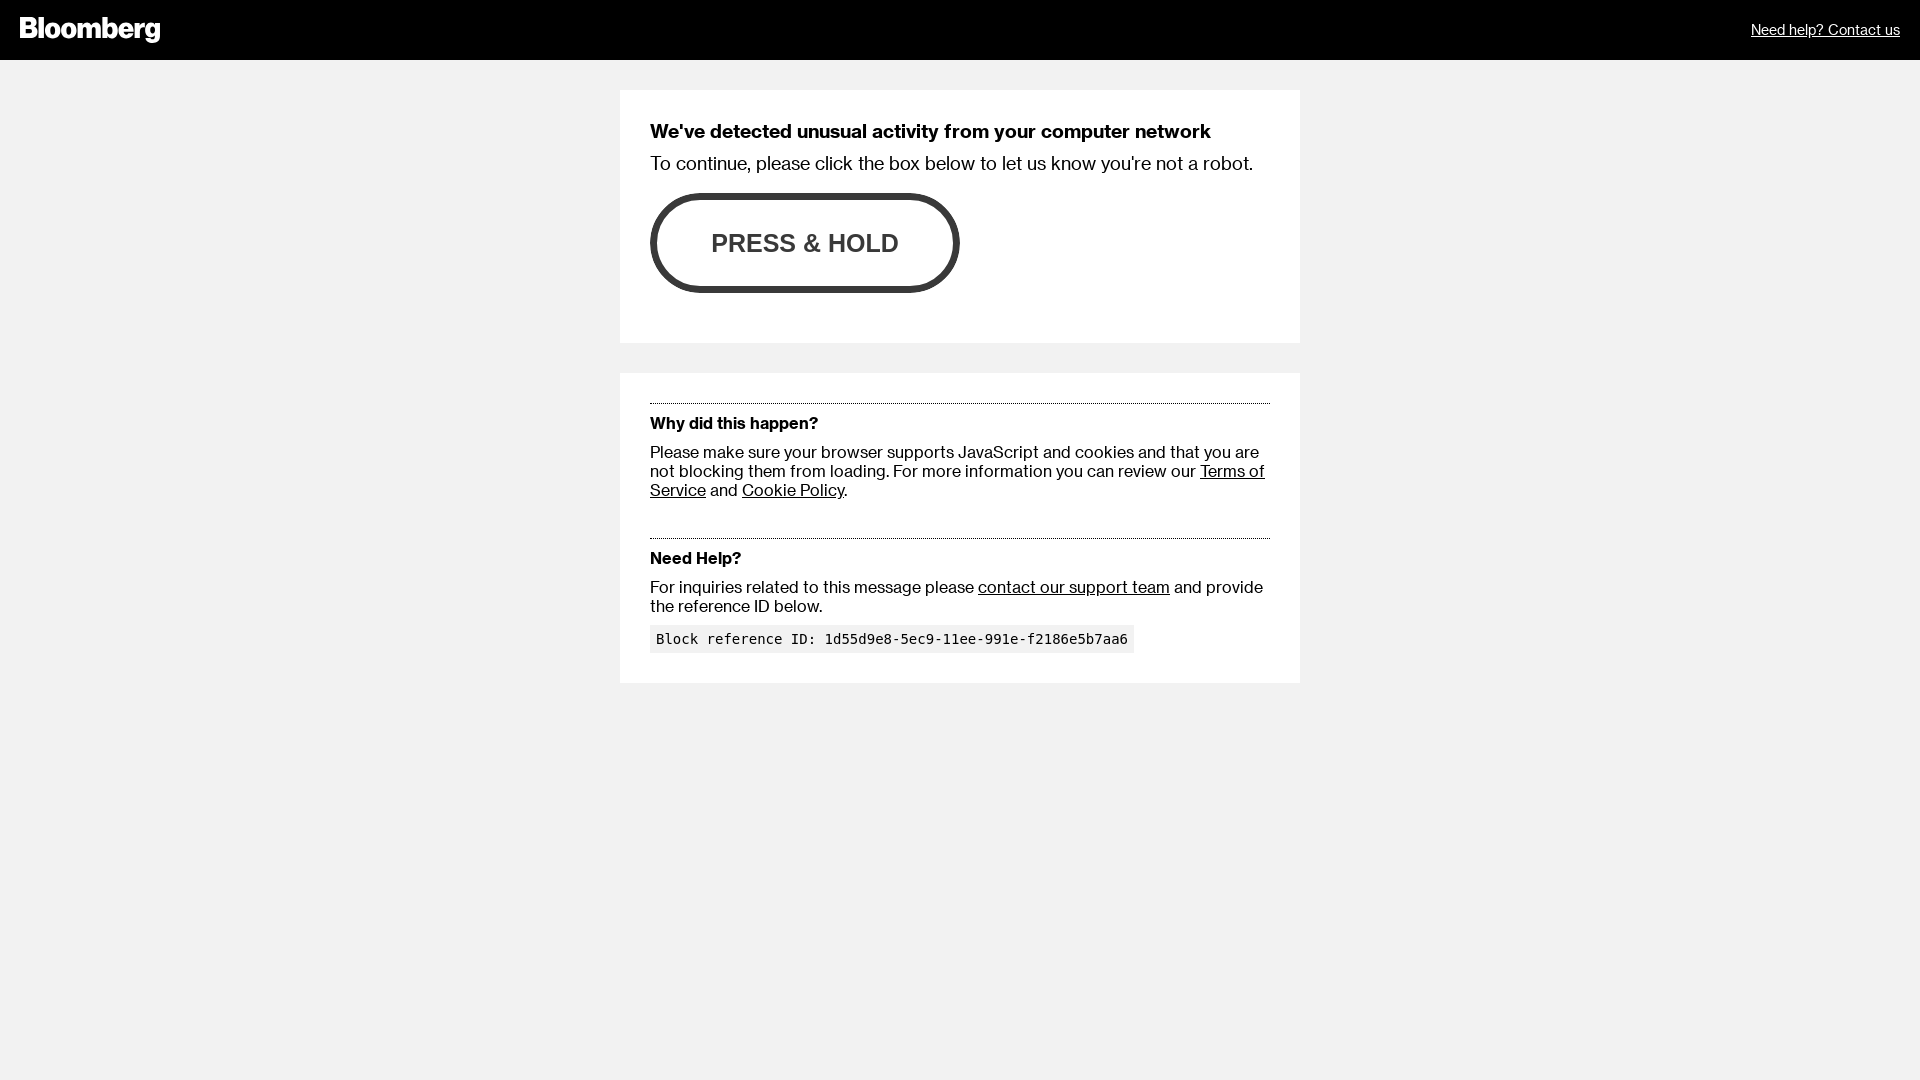 Bloomberg
Need help? Contact us
We've detected unusual activity from your computer network
To continue, please click the box below to let us know you're not a robot.
PRESS & HOLD
Why did this happen?
Please make sure your browser supports JavaScript and cookies and that you are
not blocking them from loading. For more information you can review our Terms of
Service and Cookie Policy.
Need Help?
For inquiries related to this message please contact our support team and provide
the reference ID below.
Block reference ID: 1d55d9e8-5ec9-11ee-991e-f2186e5b7aa6